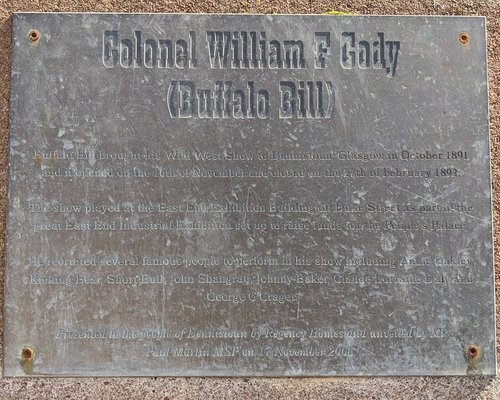 Colonel William F Cody
(Buffalo Bill)
Buffalo Bill brought his Wild West Show to Dennistoun, Glasgow in October 1891
and it opened on the 16th of November and closed on the 27th of February 1892.
The show played at the East End Exhibition Building off Duke Street as part of the
great East End Industrial Exhibition set up to raise funds for the People's Palace.
He recruited several famous people to perform in his show including Annie Oakley,
Kicking Bear, Short Bull, John Shangrau, Johnny Baker, Claude Lorraine Daly and
George C Crager.
Presented to the people of Dennistoun by Regency Homes and unveiled by
Paul Martin MSP on 17 November 2006